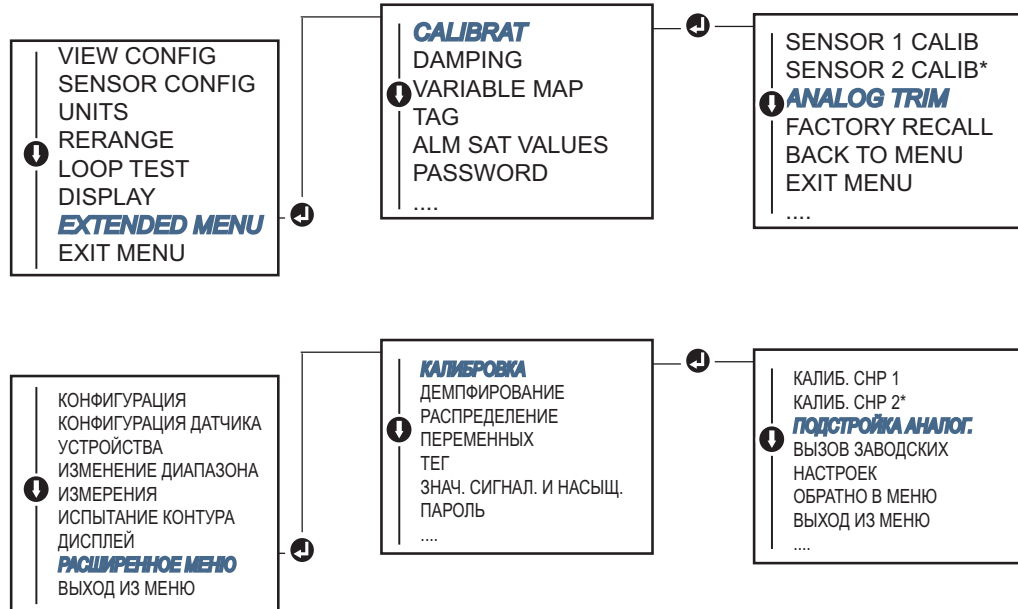 VIEW CONFIG
SENSOR CONFIG
UNITS
RERANGE
LOOP TEST
DISPLAY
EXTENDED MENU
EXIT MENU
CALIBRAT
DAMPING
VARIABLE MAP
TAG
ALM SAT VALUES
PASSWORD
....
SENSOR 1 CALIB
SENSOR 2 CALIB*
ANALOG TRIM
FACTORY RECALL
BACK TO MENU
EXIT MENU
....
КОНФИГУРАЦИЯ
КОНФИГУРАЦИЯ ДАТЧИКА
УСТРОЙСТВА
ИЗМЕНЕНИЕ ДИАПАЗОНА
ИЗМЕРЕНИЯ
ИСПЫТАНИЕ КОНТУРА
ДИСПЛЕЙ
РАСШИРЕННОЕ МЕНЮ
ВЫХОД ИЗ МЕНЮ
КАЛИБРОВКА
ДЕМПФИРОВАНИЕ
РАСПРЕДЕЛЕНИЕ
ПЕРЕМЕННЫХ
ТЕГ
ЗНАЧ. СИГНАЛ. И НАСЫЩ.
ПАРОЛЬ
....
КАЛИБ. СНР 1
КАЛИБ. СНР 2*
ПОДСТРОЙКА АНАЛОГ.
ВЫЗОВ ЗАВОДСКИХ
НАСТРОЕК
ОБРАТНО В МЕНЮ
ВЫХОД ИЗ МЕНЮ
....